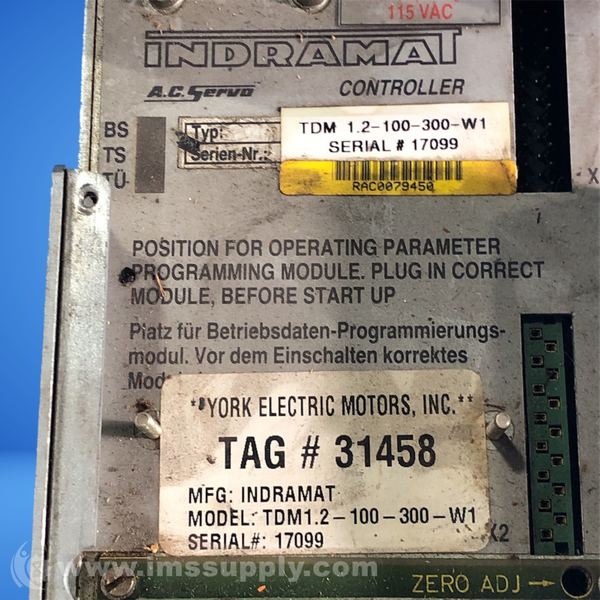 115 VAC
INDRAMAT
A.C. Servo CONTROLLER
BS
TS
TÜ
Typ:
Serien-Nr.:
TDM 1.2-100-300-W1
SERIAL # 17099
RAC0079450
X
POSITION FOR OPERATING PARAMETER
PROGRAMMING MODULE. PLUG IN CORRECT
MODULE, BEFORE START UP
Platz für Betriebsdaten-Programmierungs-
modul. Vor dem Einschalten korrektes
Mod
YORK ELECTRIC MOTORS, INC.**
TAG # 31458
MFG: INDRAMAT
MODEL: TDM1.2-100-300-W1
SERIAL#: 17099
X2
www.imssupply.com
ZERO ADJ →